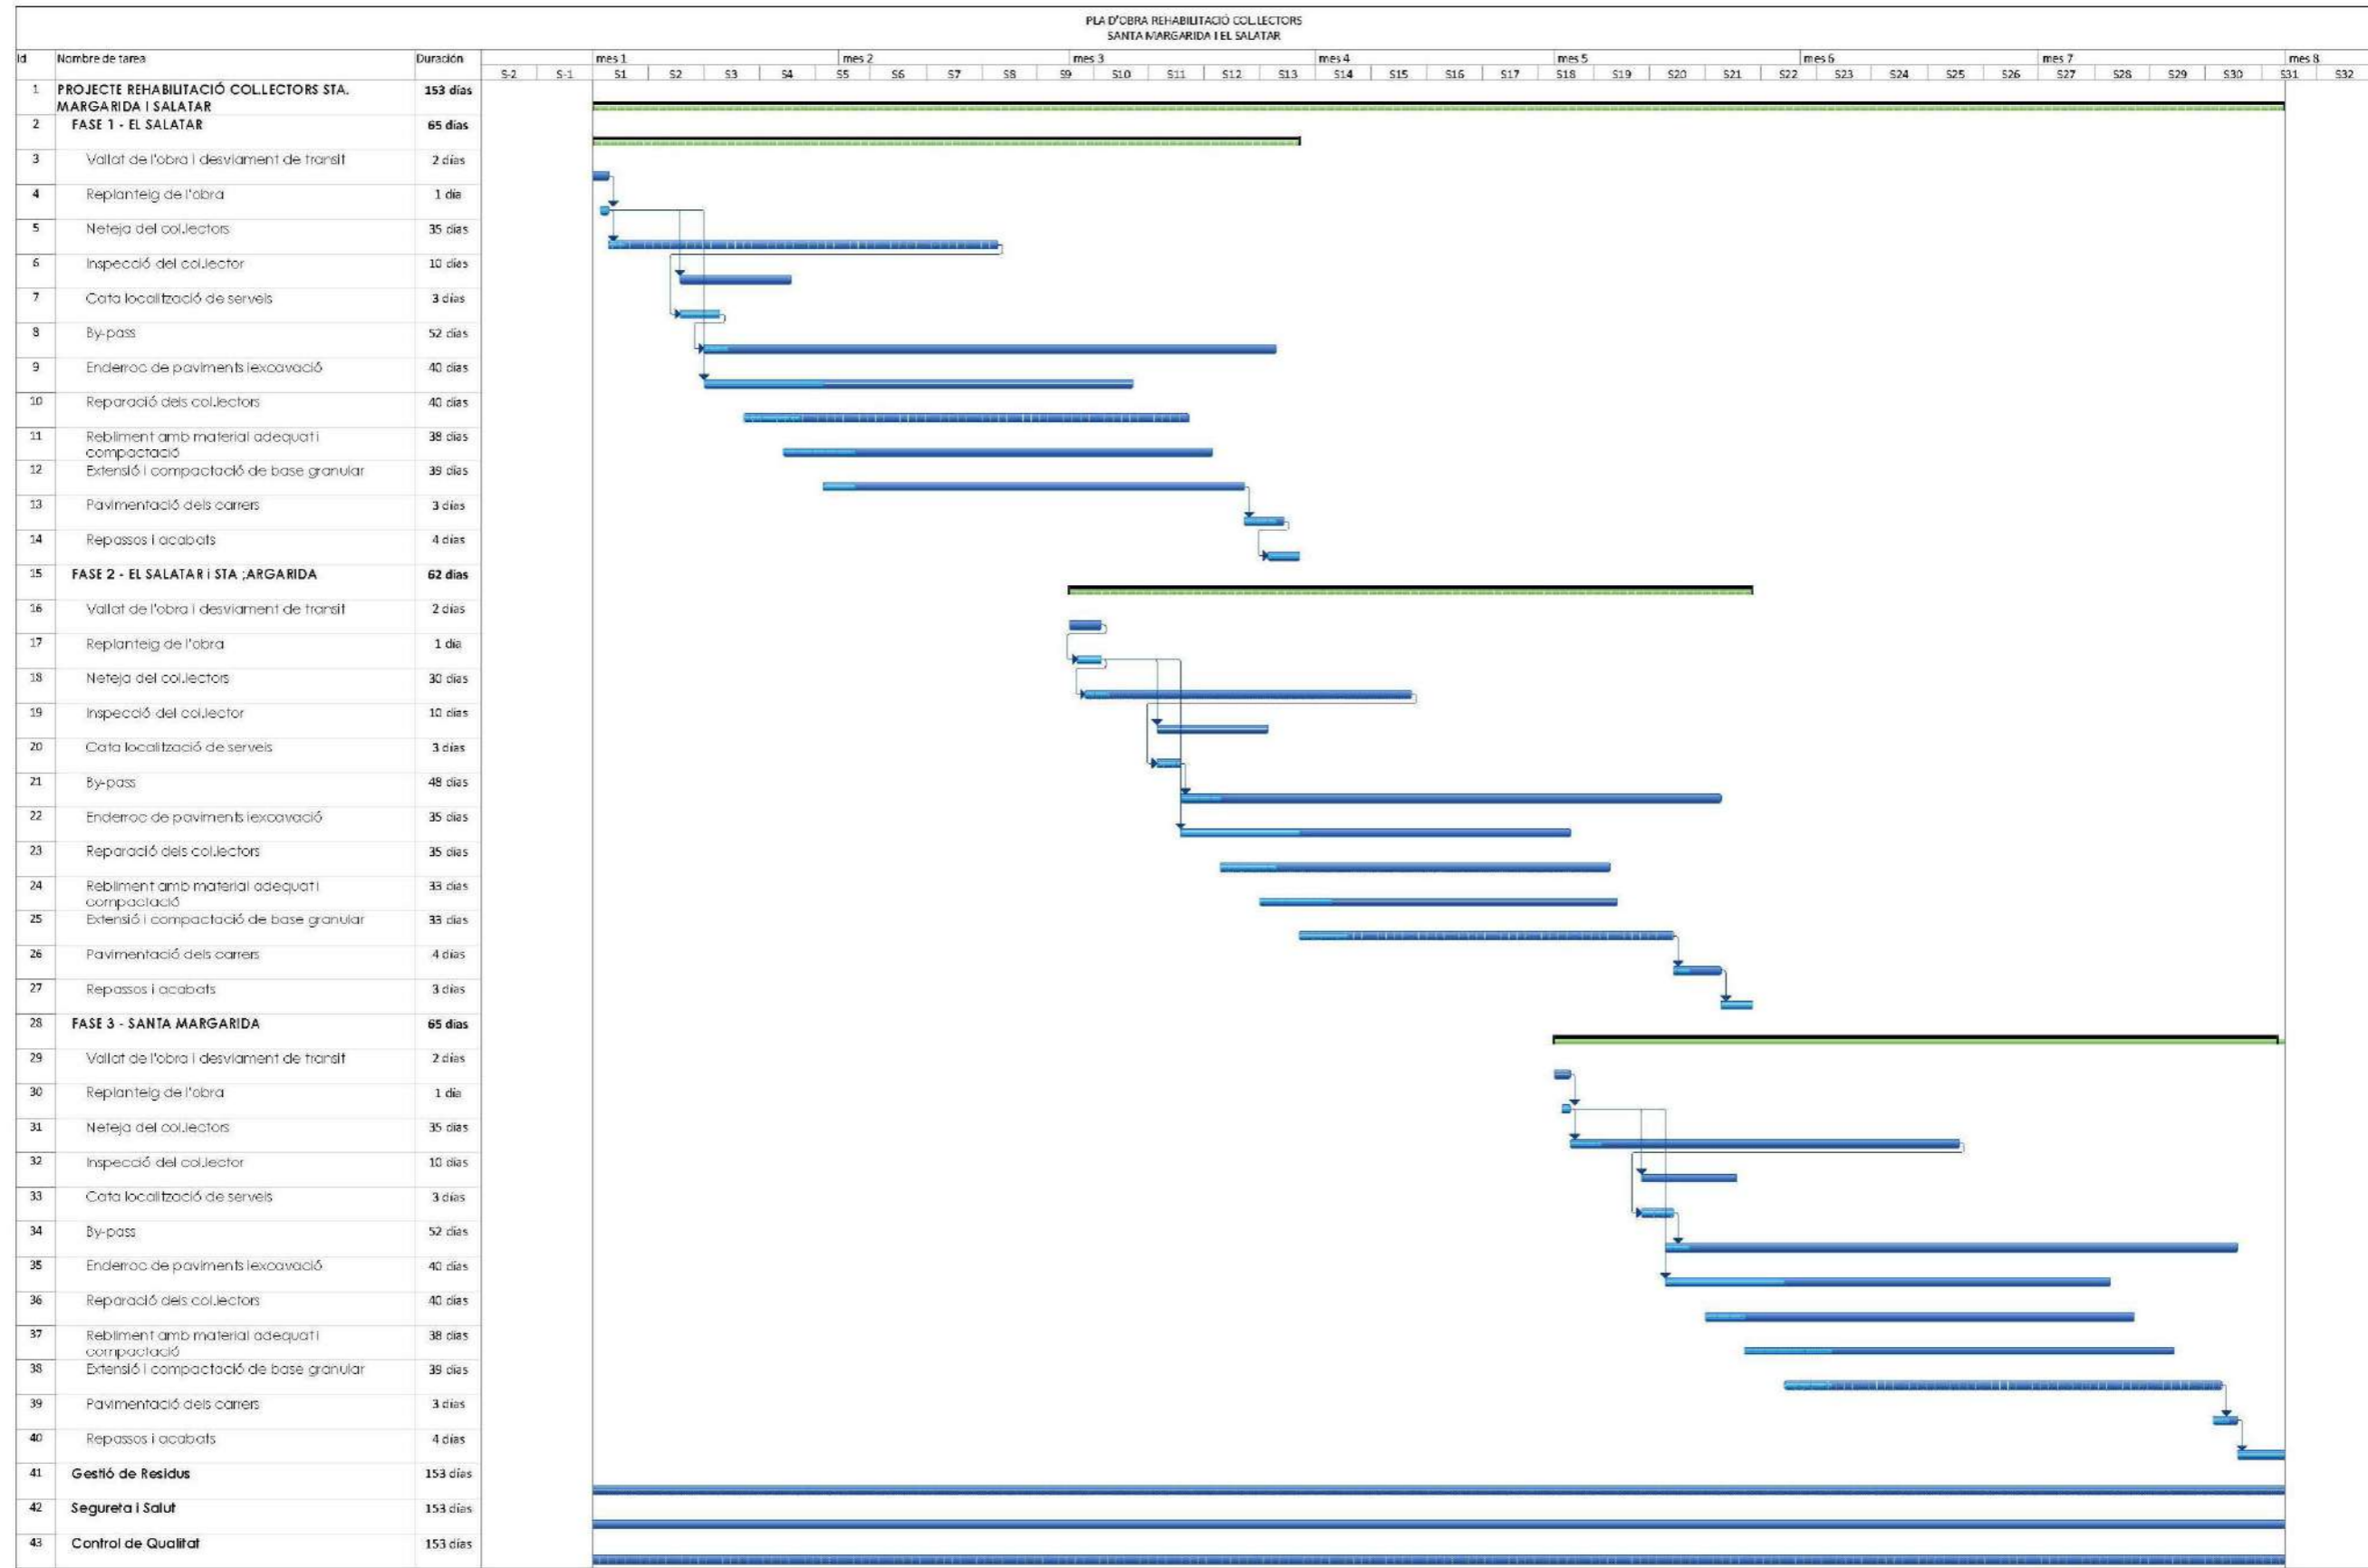 PLA D'OBRA REHABILITACIÓ COL.LECTORS
SANTA MARGARIDA I EL SALATAR
Id Nombre de tarea Duración mes 1 mes 2 mes 3 mes 4 mes 5 mes 6 mes 7 mes 8
S-2 S-1 S1 S2 S3 S4 S5 S6 S7 S8 S9 S10 S11 S12 S13 S14 S15 S16 S17 S18 S19 S20 S21 S22 S23 S24 S25 S26 S27 S28 S29 S30 S31 S32
1 PROJECTE REHABILITACIÓ COL.LECTORS STA. 153 días
MARGARIDA I SALATAR
2 FASE 1 - EL SALATAR 65 días
3 Vallat de l'obra i desviament de transit 2 días
4 Replanteig de l'obra 1 día
5 Neteja del col.lectors 35 días
6 Inspecció del col.lector 10 días
7 Cata localització de serveis 3 días
8 By-pass 52 días
9 Enderroc de paviments iexcavació 40 días
10 Reparació dels col.lectors 40 días
11 Rebliment amb material adequat i 38 días
compactació
12 Extensió i compactació de base granular 39 días
13 Pavimentació dels carrers 3 días
14 Repassos i acabats 4 días
15 FASE 2 - EL SALATAR i STA ;ARGARIDA 62 días
16 Vallat de l'obra i desviament de transit 2 días
17 Replanteig de l'obra 1 día
18 Neteja del col.lectors 30 días
19 Inspecció del col.lector 10 días
20 Cata localització de serveis 3 días
21 By-pass 48 días
22 Enderroc de paviments iexcavació 35 días
23 Reparació dels col.lectors 35 días
24 Rebliment amb material adequat i 33 días
compactació
25 Extensió i compactació de base granular 33 días
26 Pavimentació dels carrers 4 días
27 Repassos i acabats 3 días
28 FASE 3 - SANTA MARGARIDA 65 días
29 Vallat de l'obra i desviament de transit 2 días
30 Replanteig de l'obra 1 día
31 Neteja del col.lectors 35 días
32 Inspecció del col.lector 10 días
33 Cata localització de serveis 3 días
34 By-pass 52 días
35 Enderroc de paviments iexcavació 40 días
36 Reparació dels col.lectors 40 días
37 Rebliment amb material adequat i 38 días
compactació
38 Extensió i compactació de base granular 39 días
39 Pavimentació dels carrers 3 días
40 Repassos i acabats 4 días
41 Gestió de Residus 153 días
42 Segureta i Salut 153 días
43 Control de Qualitat 153 días